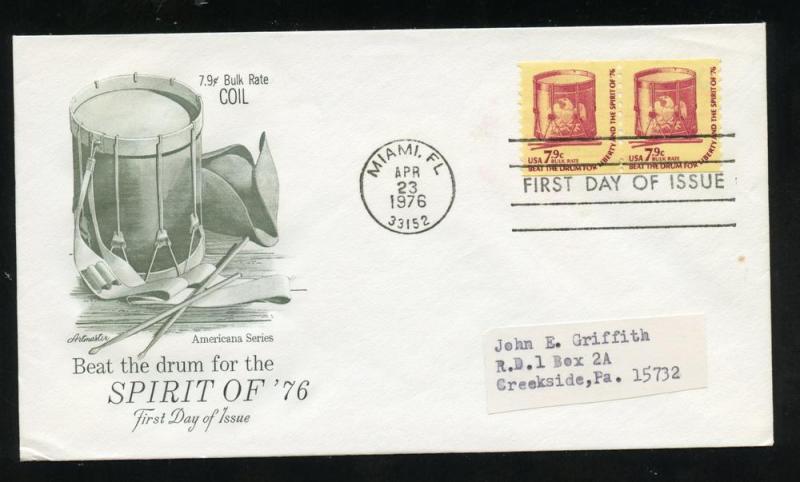 7.9¢ Bulk Rate
COIL
Artmaster
Americana Series
Beat the drum for the
SPIRIT OF '76
First Day of Issue
MIAMI, FL
APR
23
1976
33152
USA 7.9c
BULK RATE
BEAT THE DRUM FOR LIBERTY AND THE SPIRIT OF '76
USA 7.9c
BULK RATE
BEAT THE DRUM FOR LIBERTY AND THE SPIRIT OF '76
FIRST DAY OF ISSUE
John E. Griffith
R.D.1 Box 2A
Creekside,Pa. 15732